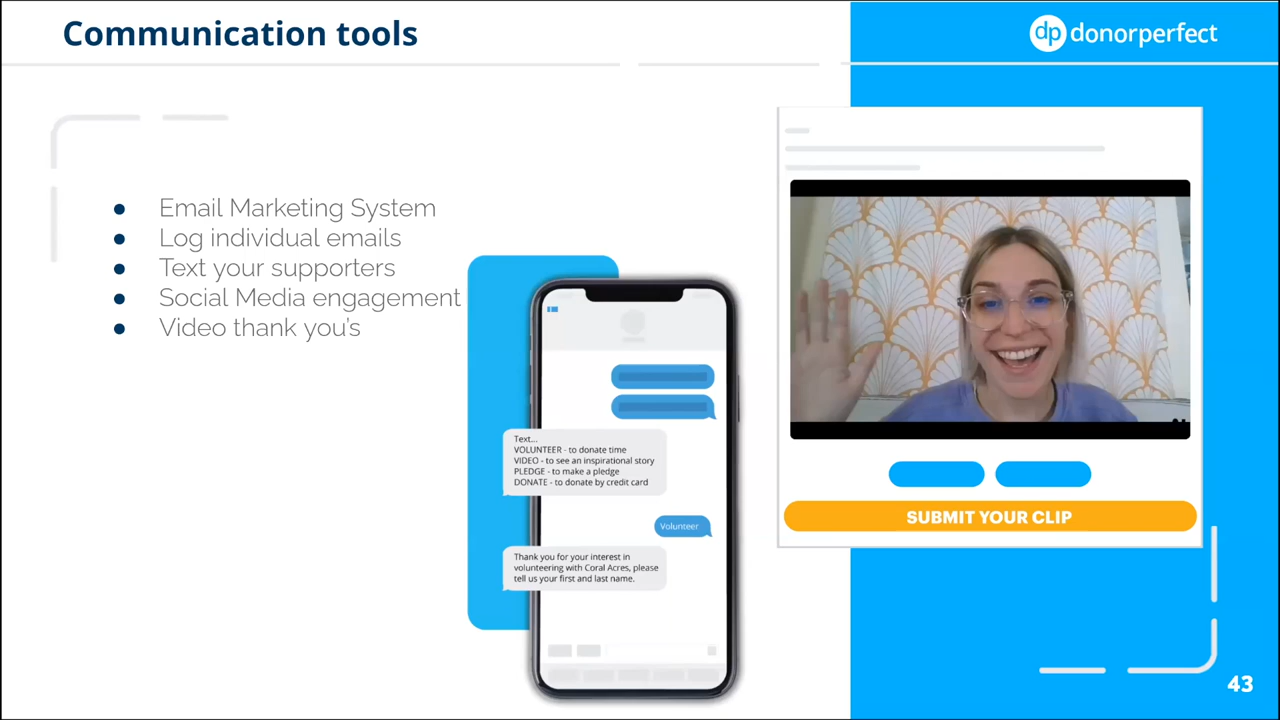 Communication tools
dp donorperfect
Email Marketing System
Log individual emails
Text your supporters
Social Media engagement
Video thank you's
Text...
VOLUNTEER - to donate time
VIDEO - to see an inspirational story
PLEDGE - to make a pledge
DONATE - to donate by credit card
Volunteer
Thank you for your interest in
volunteering with Coral Acres, please
tell us your first and last name.
SUBMIT YOUR CLIP
43